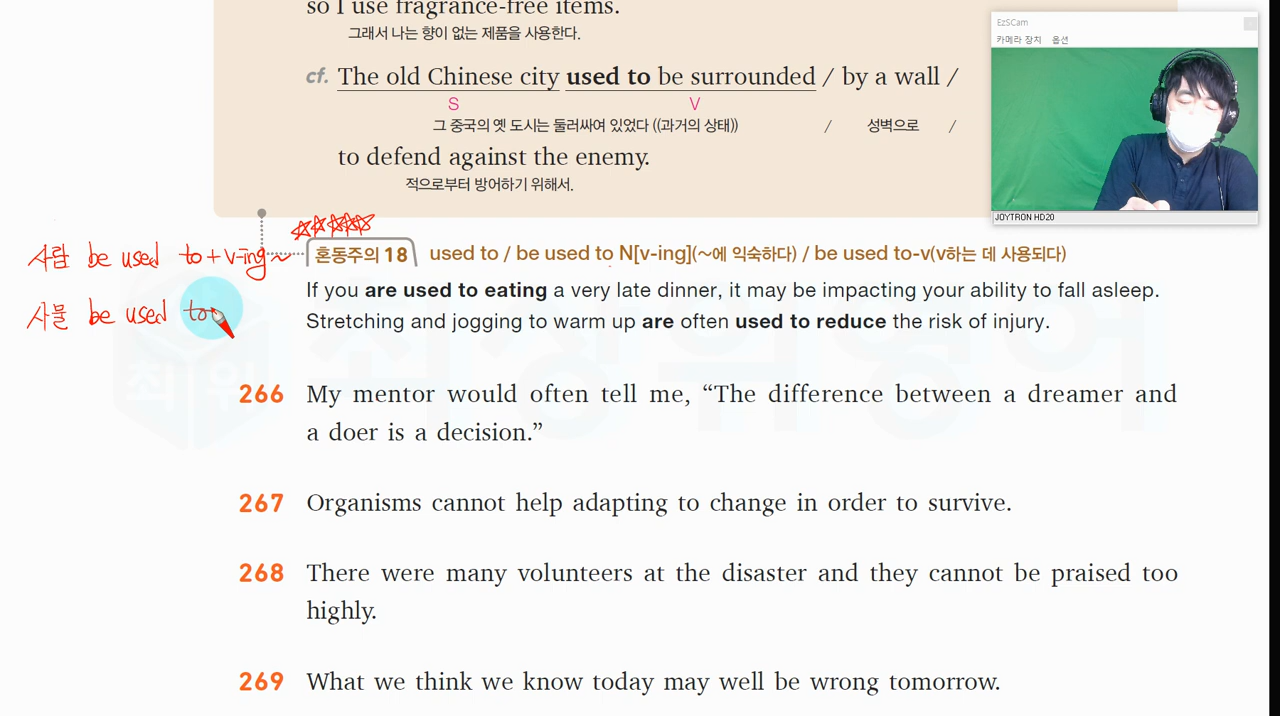 so I use fragrance-free items.
그래서 나는 향이 없는 제품을 사용한다.
EzSCam
카메라 장치 옵션
cf. The old Chinese city used to be surrounded / by a wall /
S V
그 중국의 옛 도시는 둘러싸여 있었다 ((과거의 상태)) / 성벽으로 /
to defend against the enemy.
적으로부터 방어하기 위해서.
JOYTRON HD20
☆☆☆☆☆
사람 be used to + v-ing ~
혼동주의 18 used to / be used to N[v-ing](~에 익숙하다) / be used to-v(v하는 데 사용되다)
If you are used to eating a very late dinner, it may be impacting your ability to fall asleep.
사물 be used to
Stretching and jogging to warm up are often used to reduce the risk of injury.
최상위영어
최 위
266 My mentor would often tell me, “The difference between a dreamer and
a doer is a decision.”
267 Organisms cannot help adapting to change in order to survive.
268 There were many volunteers at the disaster and they cannot be praised too
highly.
269 What we think we know today may well be wrong tomorrow.